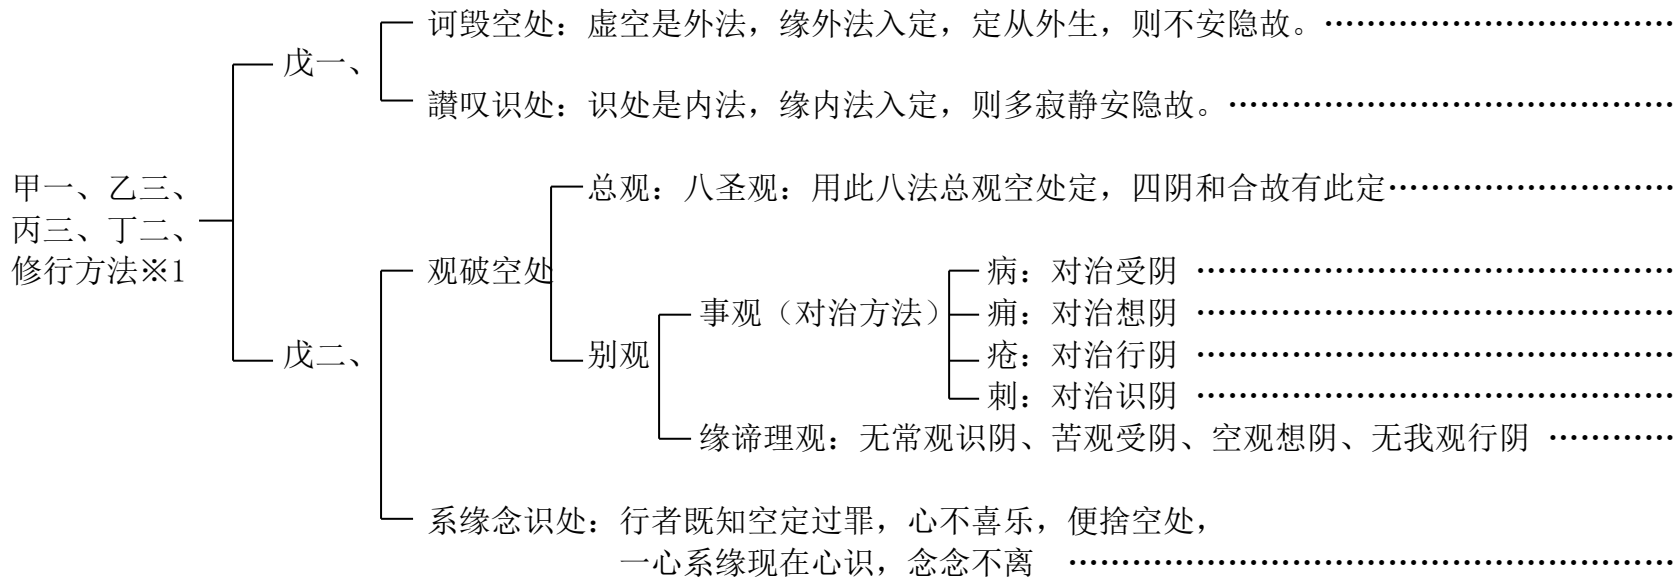 诃毁空处：虚空是外法，缘外法入定，定从外生，则不安隐故。………………………………
戊一、
讃叹识处：识处是内法，缘内法入定，则多寂静安隐故。………………………………………
甲一、乙三、
丙三、丁二、
修行方法※1
总观：八圣观：用此八法总观空处定，四阴和合故有此定…………………………
观破空处
病：对治受阴 ……………………………………………
事观（对治方法）
痈：对治想阴 ……………………………………………
戊二、
别观
疮：对治行阴 ……………………………………………
刺：对治识阴 ……………………………………………
缘谛理观：无常观识阴、苦观受阴、空观想阴、无我观行阴 …………
系缘念识处：行者既知空定过罪，心不喜乐，便捨空处，
一心系缘现在心识，念念不离 ………………………………………………………